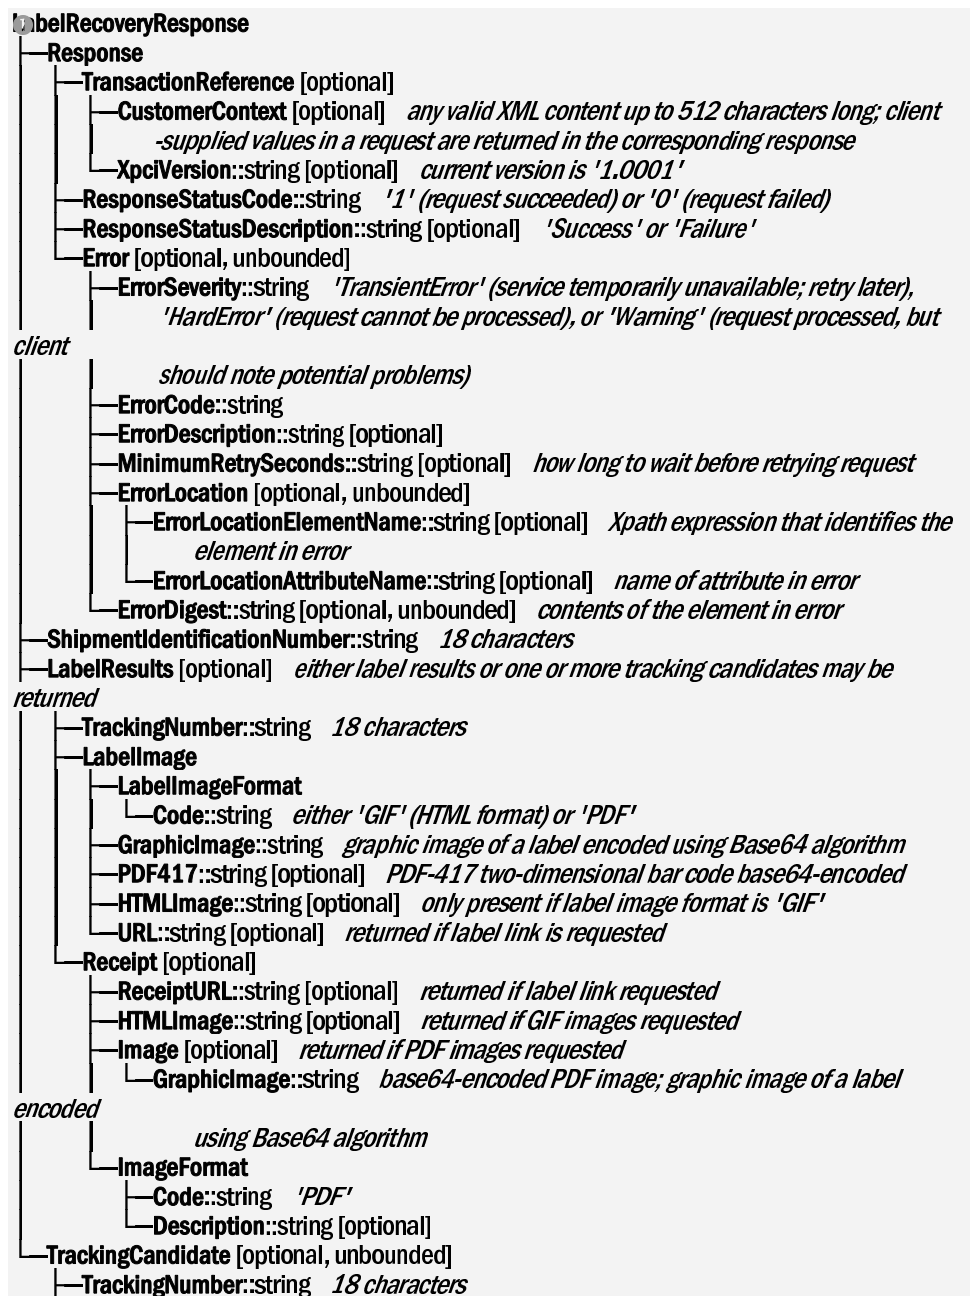 LabelRecoveryResponse
Response
TransactionReference [optional]
CustomerContext [optional] any valid XML content up to 512 characters long; client
-supplied values in a request are returned in the corresponding response
XpciVersion::string [optional] current version is '1.0001'
ResponseStatusCode::string '1' (request succeeded) or '0' (request failed)
ResponseStatusDescription::string [optional] 'Success' or 'Failure'
Error [optional, unbounded]
ErrorSeverity::string 'TransientError' (service temporarily unavailable; retry later),
'HardError' (request cannot be processed), or 'Warning' (request processed, but
client
should note potential problems)
ErrorCode::string
ErrorDescription::string [optional]
MinimumRetrySeconds::string [optional] how long to wait before retrying request
ErrorLocation [optional, unbounded]
ErrorLocationElementName::string [optional] Xpath expression that identifies the
element in error
ErrorLocationAttributeName::string [optional] name of attribute in error
ErrorDigest::string [optional, unbounded] contents of the element in error
ShipmentIdentificationNumber::string 18 characters
LabelResults [optional] either label results or one or more tracking candidates may be
returned
TrackingNumber::string 18 characters
LabelImage
LabelImageFormat
Code::string either 'GIF' (HTML format) or 'PDF'
GraphicImage::string graphic image of a label encoded using Base64 algorithm
PDF417::string [optional] PDF-417 two-dimensional bar code base64-encoded
HTMLImage::string [optional] only present if label image format is 'GIF'
URL::string [optional] returned if label link is requested
Receipt [optional]
ReceiptURL::string [optional] returned if label link requested
HTMLImage::string [optional] returned if GIF images requested
Image [optional] returned if PDF images requested
GraphicImage::string base64-encoded PDF image; graphic image of a label
encoded
using Base64 algorithm
ImageFormat
Code::string 'PDF'
Description::string [optional]
TrackingCandidate [optional, unbounded]
TrackingNumber::string 18 characters